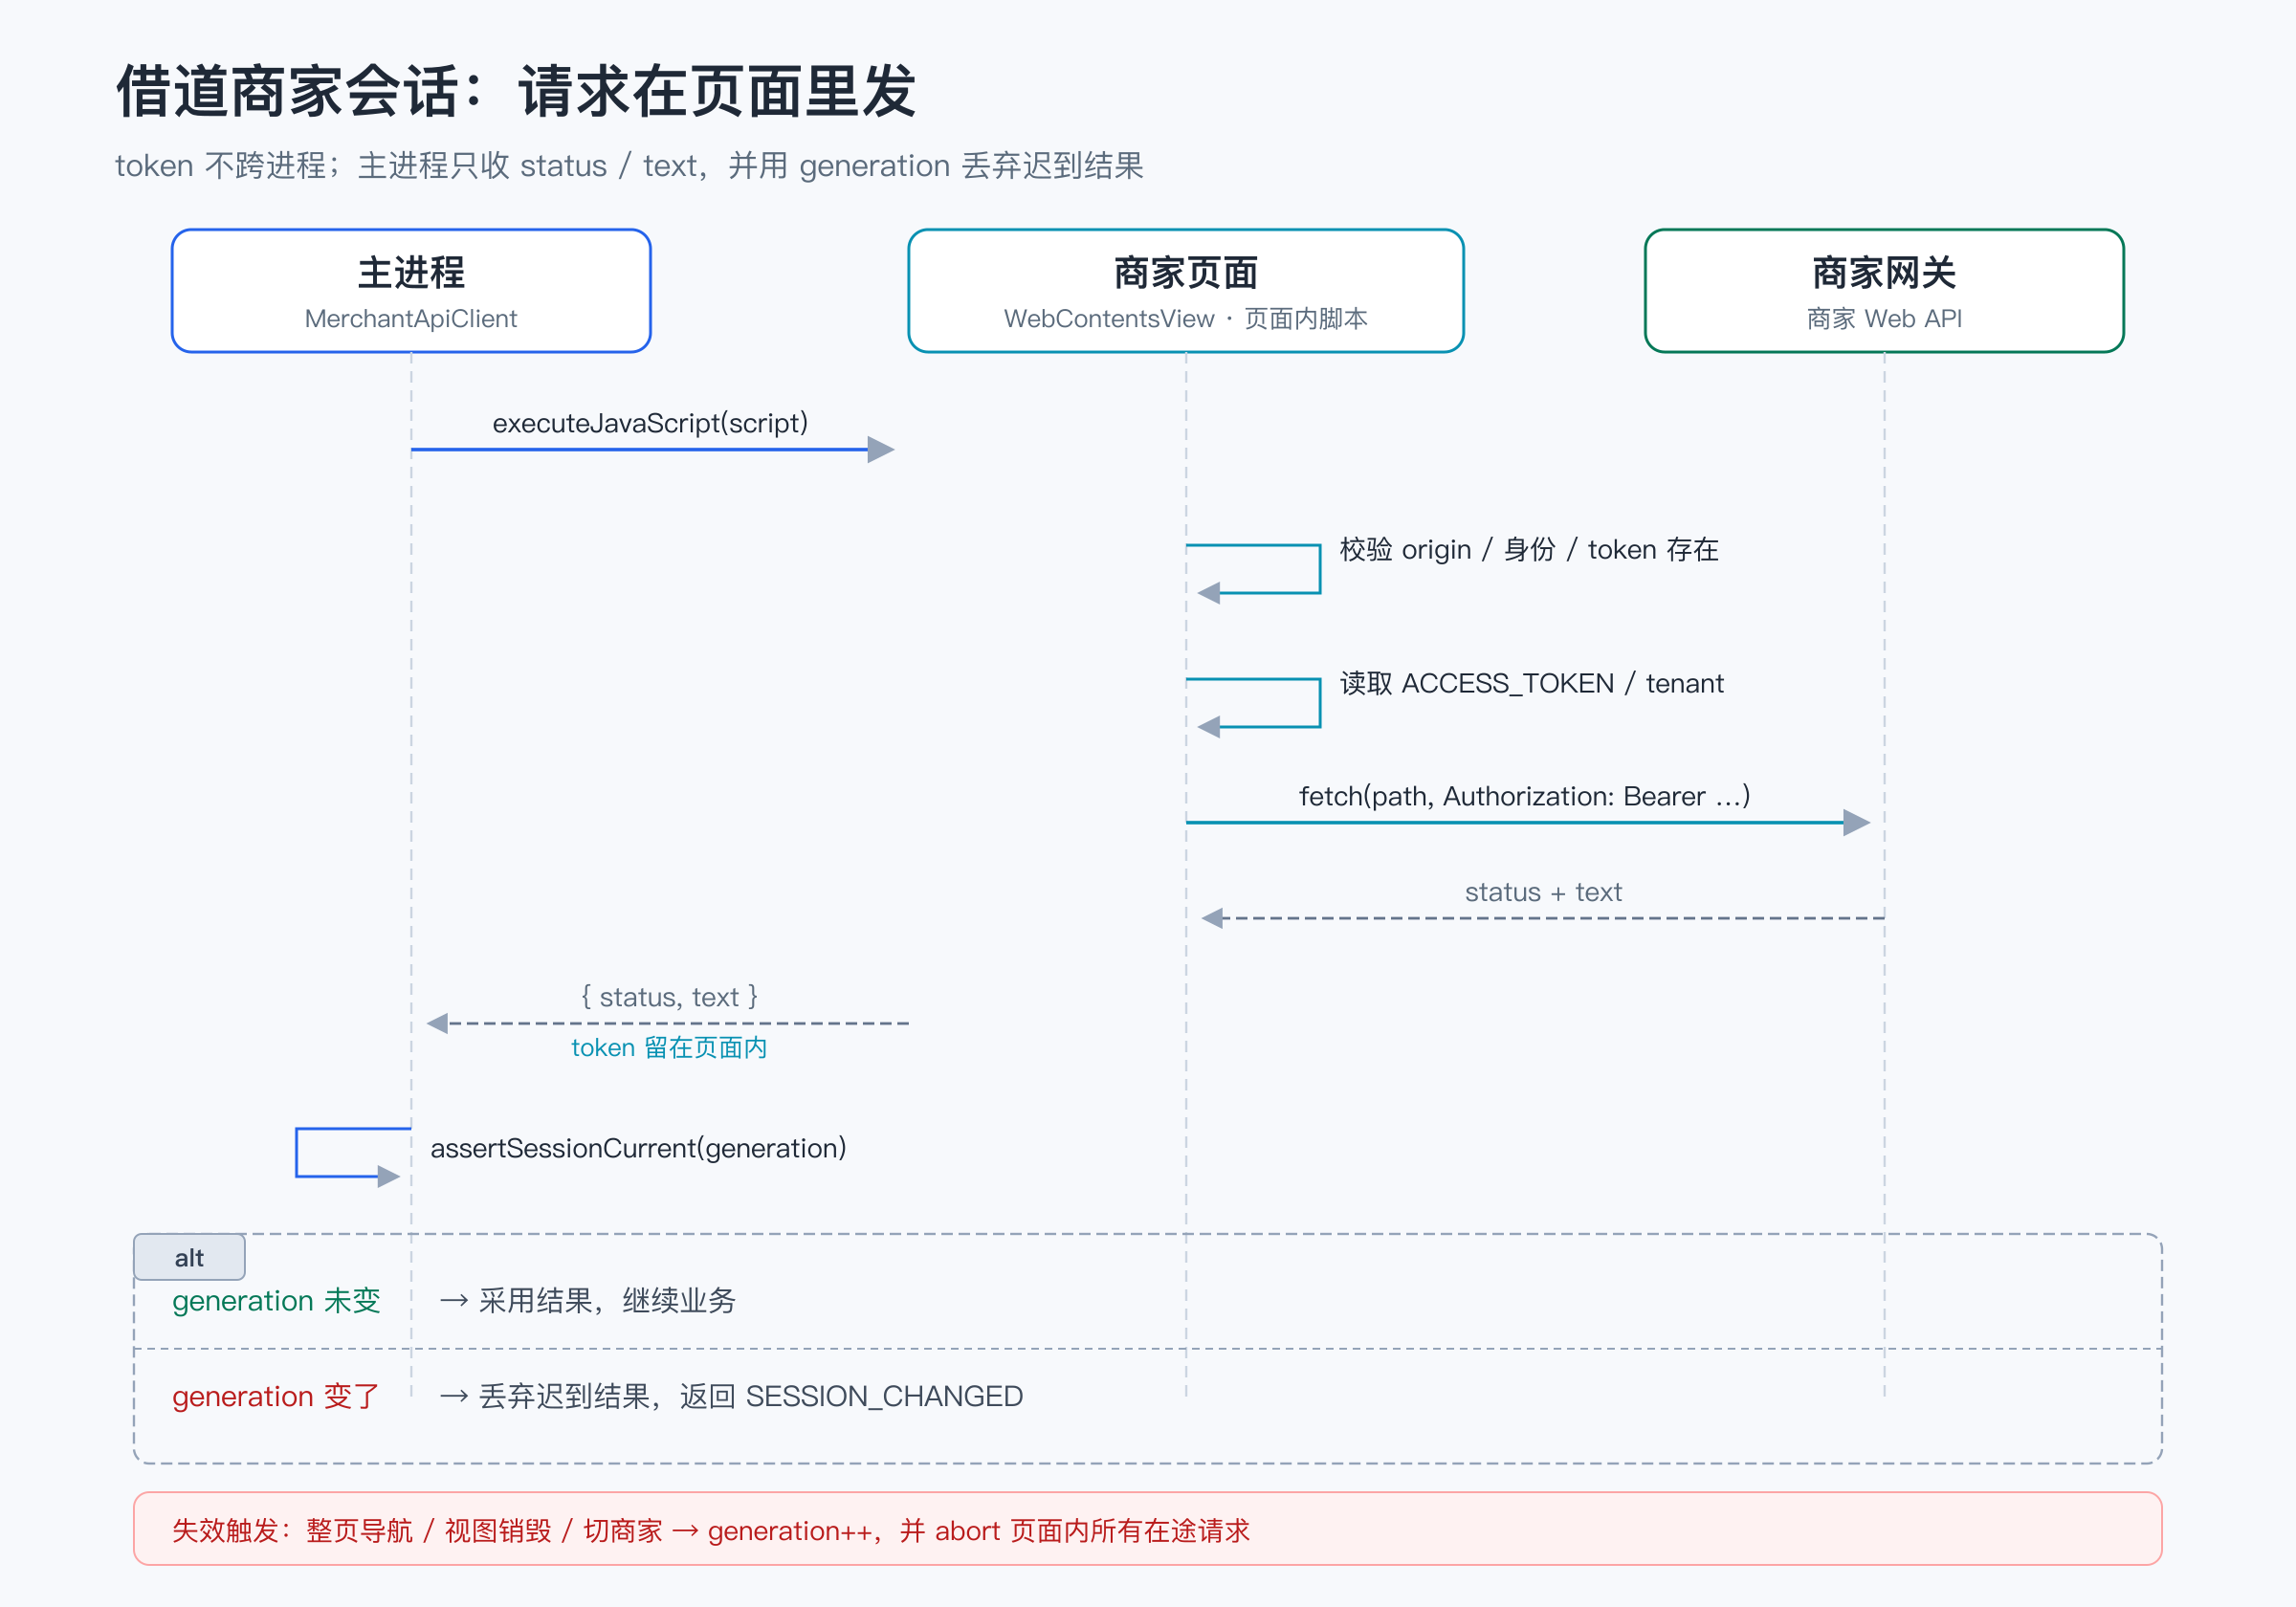 借道商家会话：请求在页面里发
token 不跨进程；主进程只收 status / text，并用 generation 丢弃迟到结果
主进程
MerchantApiClient
商家页面
WebContentsView · 页面内脚本
商家网关
商家 Web API
executeJavaScript(script)
校验 origin / 身份 / token 存在
读取 ACCESS_TOKEN / tenant
fetch(path, Authorization: Bearer …)
status + text
{ status, text }
token 留在页面内
assertSessionCurrent(generation)
alt
generation 未变 → 采用结果，继续业务
generation 变了 → 丢弃迟到结果，返回 SESSION_CHANGED
失效触发：整页导航 / 视图销毁 / 切商家 → generation++，并 abort 页面内所有在途请求